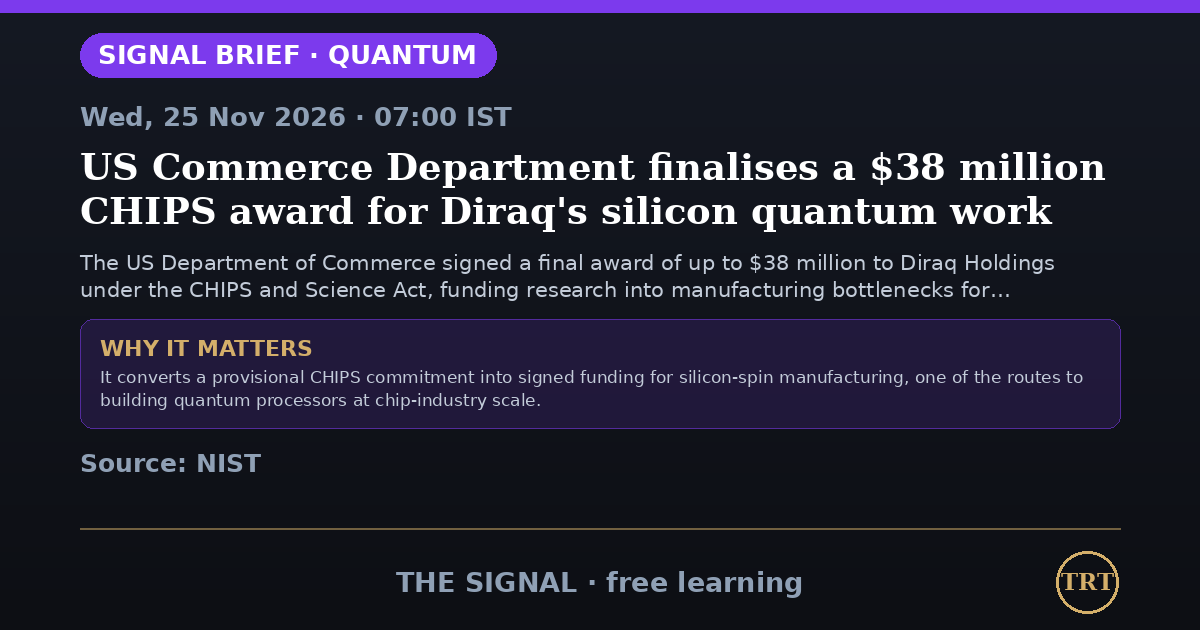 SIGNAL BRIEF · QUANTUM
Wed, 25 Nov 2026 · 07:00 IST
US Commerce Department finalises a $38 million
CHIPS award for Diraq's silicon quantum work
The US Department of Commerce signed a final award of up to $38 million to Diraq Holdings
under the CHIPS and Science Act, funding research into manufacturing bottlenecks for…
WHY IT MATTERS
It converts a provisional CHIPS commitment into signed funding for silicon-spin manufacturing, one of the routes to
building quantum processors at chip-industry scale.
Source: NIST
THE SIGNAL · free learning
TRT